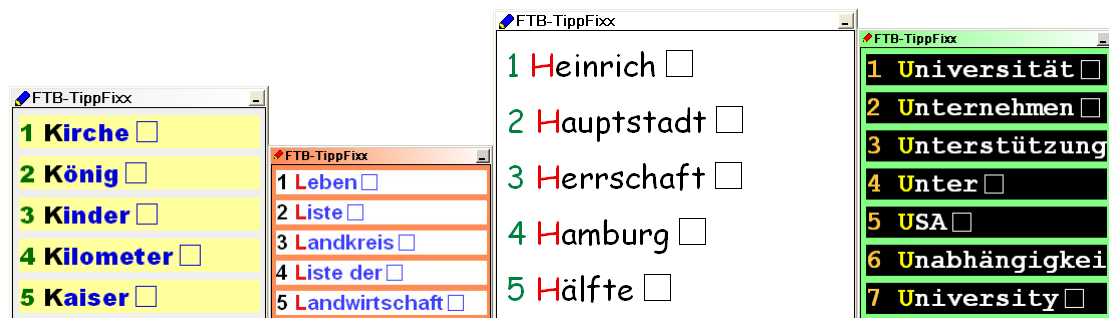 FTB-TippFixx
1 Kirche
2 König
3 Kinder
4 Kilometer
5 Kaiser
FTB-TippFixx
1 Leben
2 Liste
3 Landkreis
4 Liste der
5 Landwirtschaft
FTB-TippFixx
1 Heinrich
2 Hauptstadt
3 Herrschaft
4 Hamburg
5 Hälfte
FTB-TippFixx
1 Universität
2 Unternehmen
3 Unterstützung
4 Unter
5 USA
6 Unabhängigkei
7 University